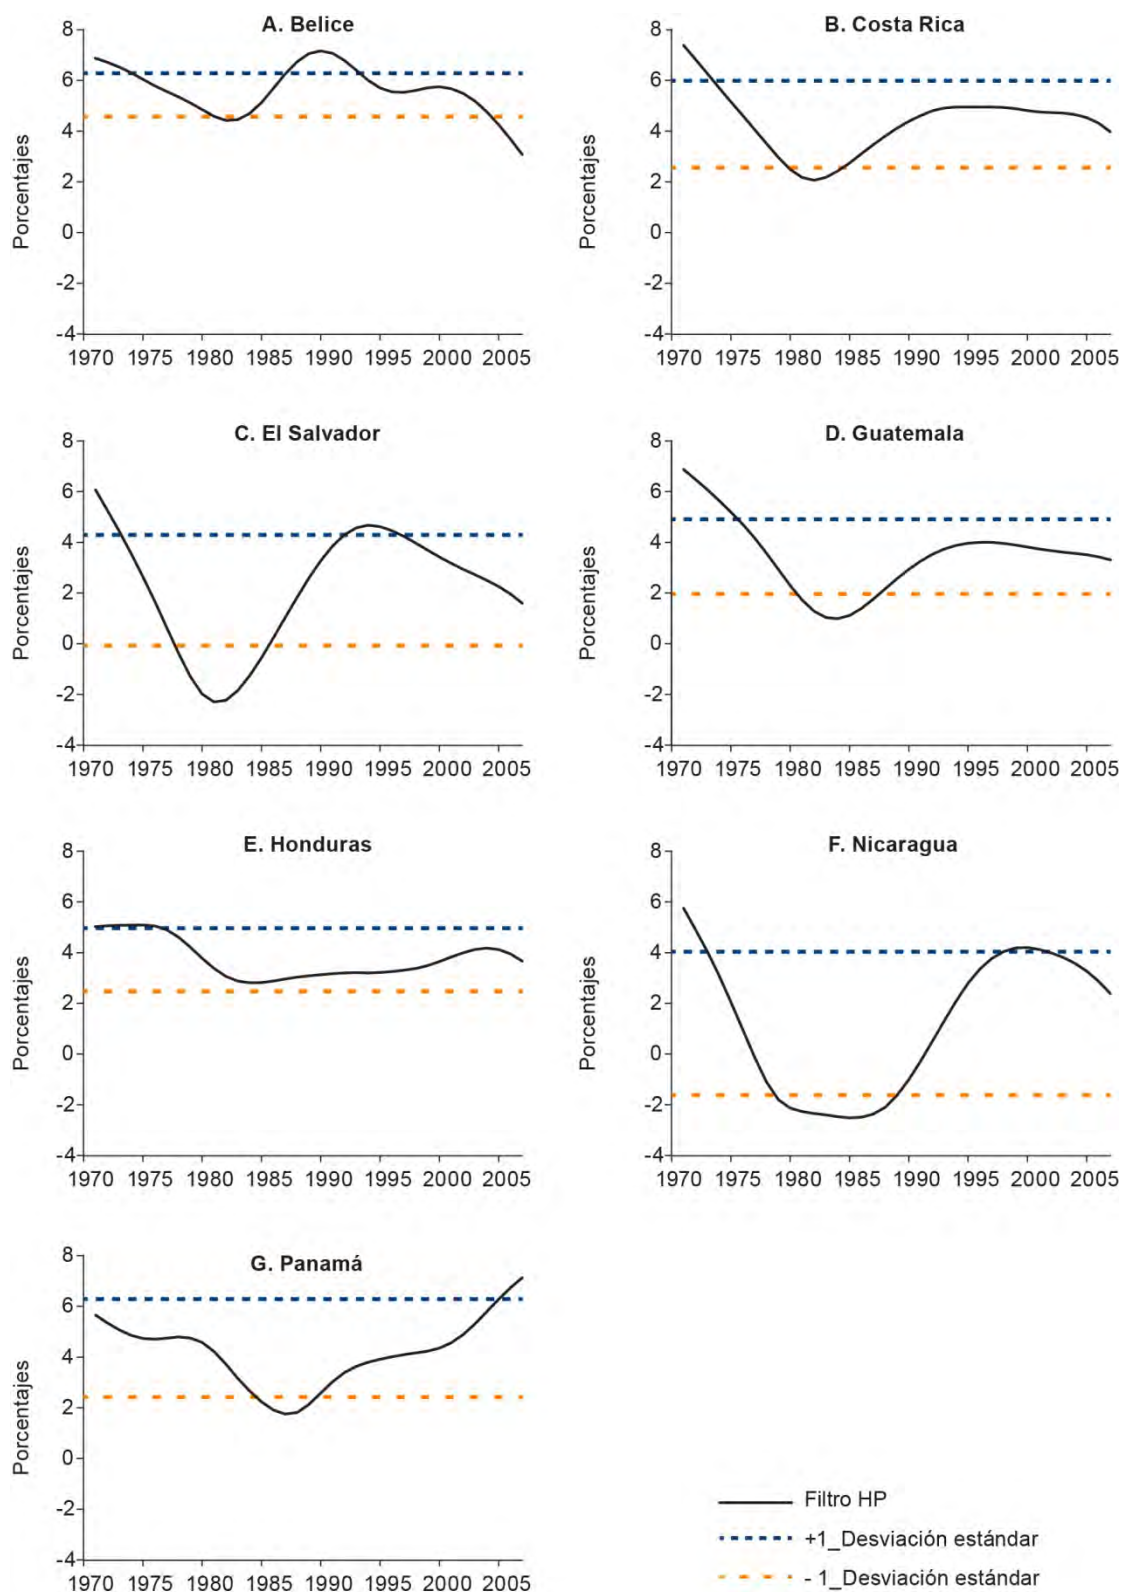 A. Belice
8
6
4
2
0
-2
-4
Porcentajes
1970 1975 1980 1985 1990 1995 2000 2005
B. Costa Rica
8
6
4
2
0
-2
-4
Porcentajes
1970 1975 1980 1985 1990 1995 2000 2005
C. El Salvador
8
6
4
2
0
-2
-4
Porcentajes
1970 1975 1980 1985 1990 1995 2000 2005
D. Guatemala
8
6
4
2
0
-2
-4
Porcentajes
1970 1975 1980 1985 1990 1995 2000 2005
E. Honduras
8
6
4
2
0
-2
-4
Porcentajes
1970 1975 1980 1985 1990 1995 2000 2005
F. Nicaragua
8
6
4
2
0
-2
-4
Porcentajes
1970 1975 1980 1985 1990 1995 2000 2005
G. Panamá
8
6
4
2
0
-2
-4
Porcentajes
1970 1975 1980 1985 1990 1995 2000 2005
Filtro HP
+1_Desviación estándar
- 1_Desviación estándar